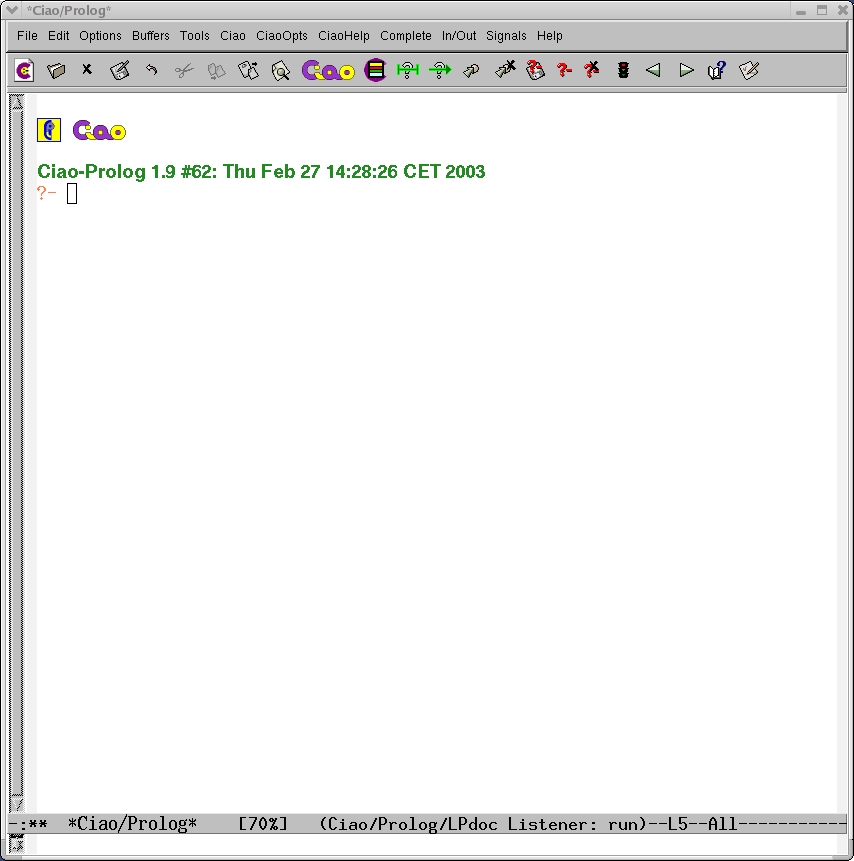 *Ciao/Prolog*
File Edit Options Buffers Tools Ciao CiaoOpts CiaoHelp Complete In/Out Signals Help
Ciao
Ciao
Ciao-Prolog 1.9 #62: Thu Feb 27 14:28:26 CET 2003
?-
-:** *Ciao/Prolog* [70%] (Ciao/Prolog/LPdoc Listener: run)--L5--All-----------